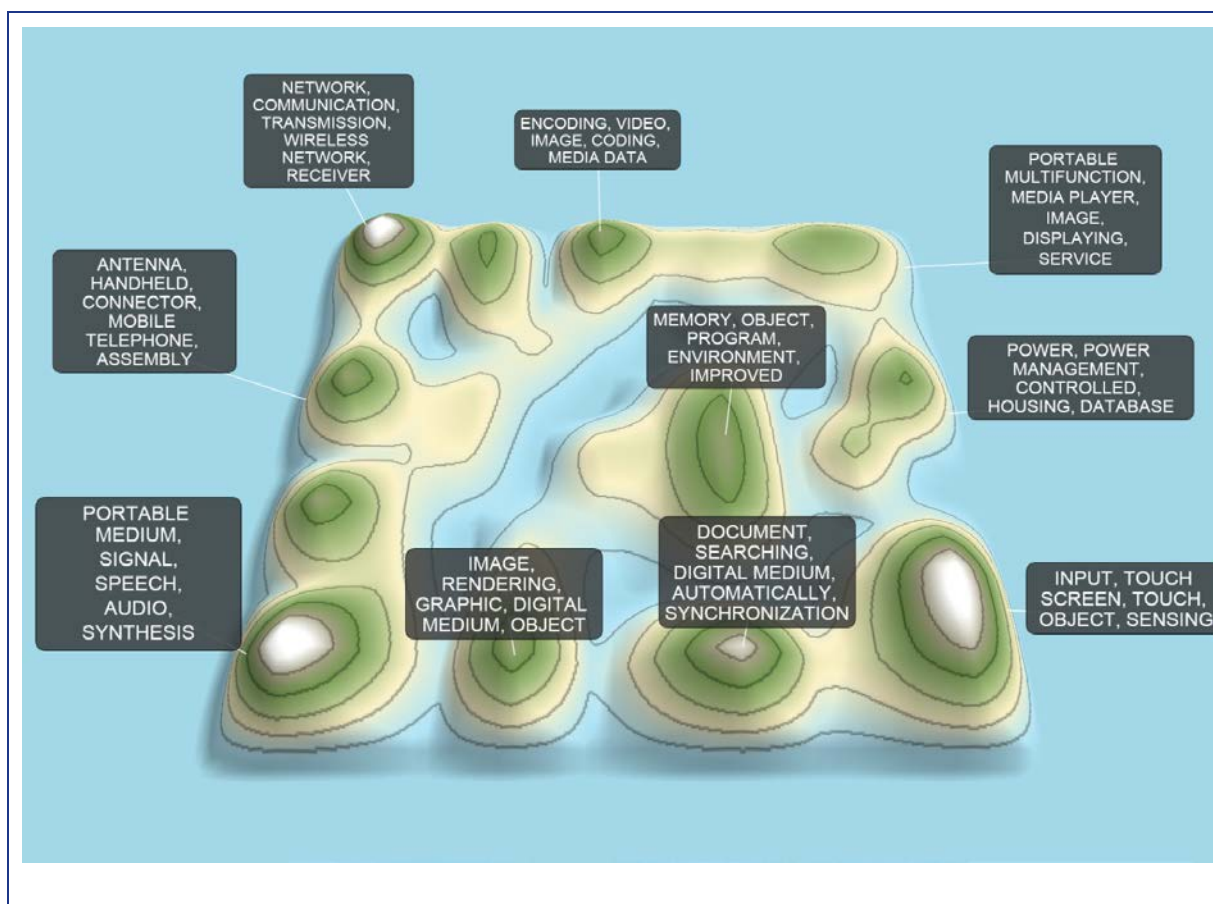 NETWORK,
COMMUNICATION,
TRANSMISSION,
WIRELESS
NETWORK,
RECEIVER
ENCODING, VIDEO,
IMAGE, CODING,
MEDIA DATA
PORTABLE
MULTIFUNCTION,
MEDIA PLAYER,
IMAGE,
DISPLAYING,
SERVICE
ANTENNA,
HANDHELD,
CONNECTOR,
MOBILE
TELEPHONE,
ASSEMBLY
MEMORY, OBJECT,
PROGRAM,
ENVIRONMENT,
IMPROVED
POWER, POWER
MANAGEMENT,
CONTROLLED,
HOUSING, DATABASE
PORTABLE
MEDIUM,
SIGNAL,
SPEECH,
AUDIO,
SYNTHESIS
IMAGE,
RENDERING,
GRAPHIC, DIGITAL
MEDIUM, OBJECT
DOCUMENT,
SEARCHING,
DIGITAL MEDIUM,
AUTOMATICALLY,
SYNCHRONIZATION
INPUT, TOUCH
SCREEN, TOUCH,
OBJECT, SENSING